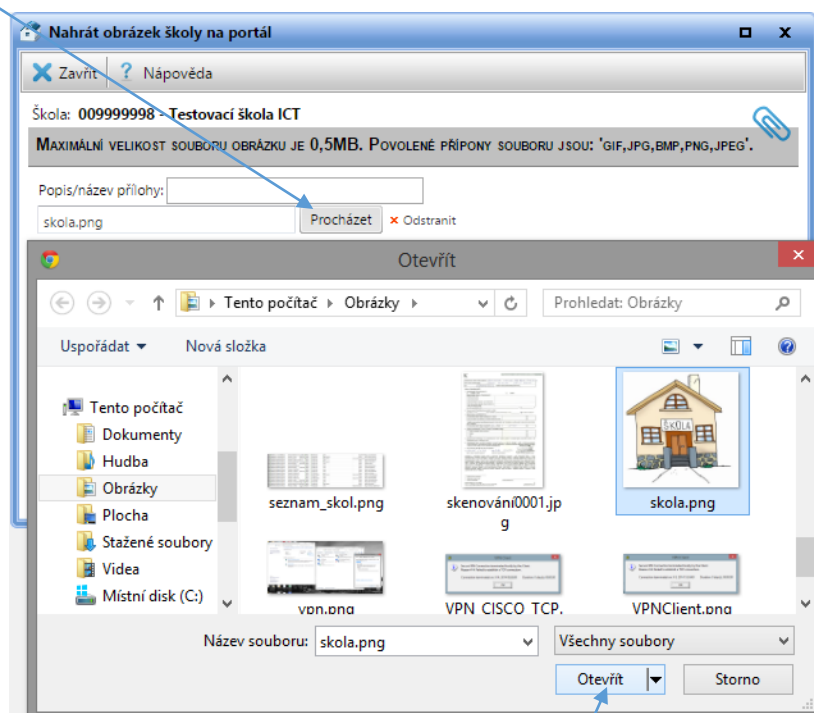 Nahrát obrázek školy na portál
Zavřít ? Nápověda
Škola: 009999998 - Testovací škola ICT
MAXIMÁLNÍ VELIKOST SOUBORU OBRÁZKU JE 0,5MB. POVOLENÉ PŘÍPONY SOUBORU JSOU: 'GIF,JPG,BMP,PNG,JPEG'.
Popis/název přílohy:
skola.png Procházet × Odstranit
Otevřít
Tento počítač Obrázky Prohledat: Obrázky
Uspořádat Nová složka
Tento počítač
Dokumenty
Hudba
Obrázky
Plocha
Stažené soubory
Videa
Místní disk (C:)
ŠKOLA
seznam_skol.png skenování0001.jp
g
skola.png
vpn.png VPN CISCO TCP. VPNClient.png
Název souboru: skola.png Všechny soubory
Otevřít Storno